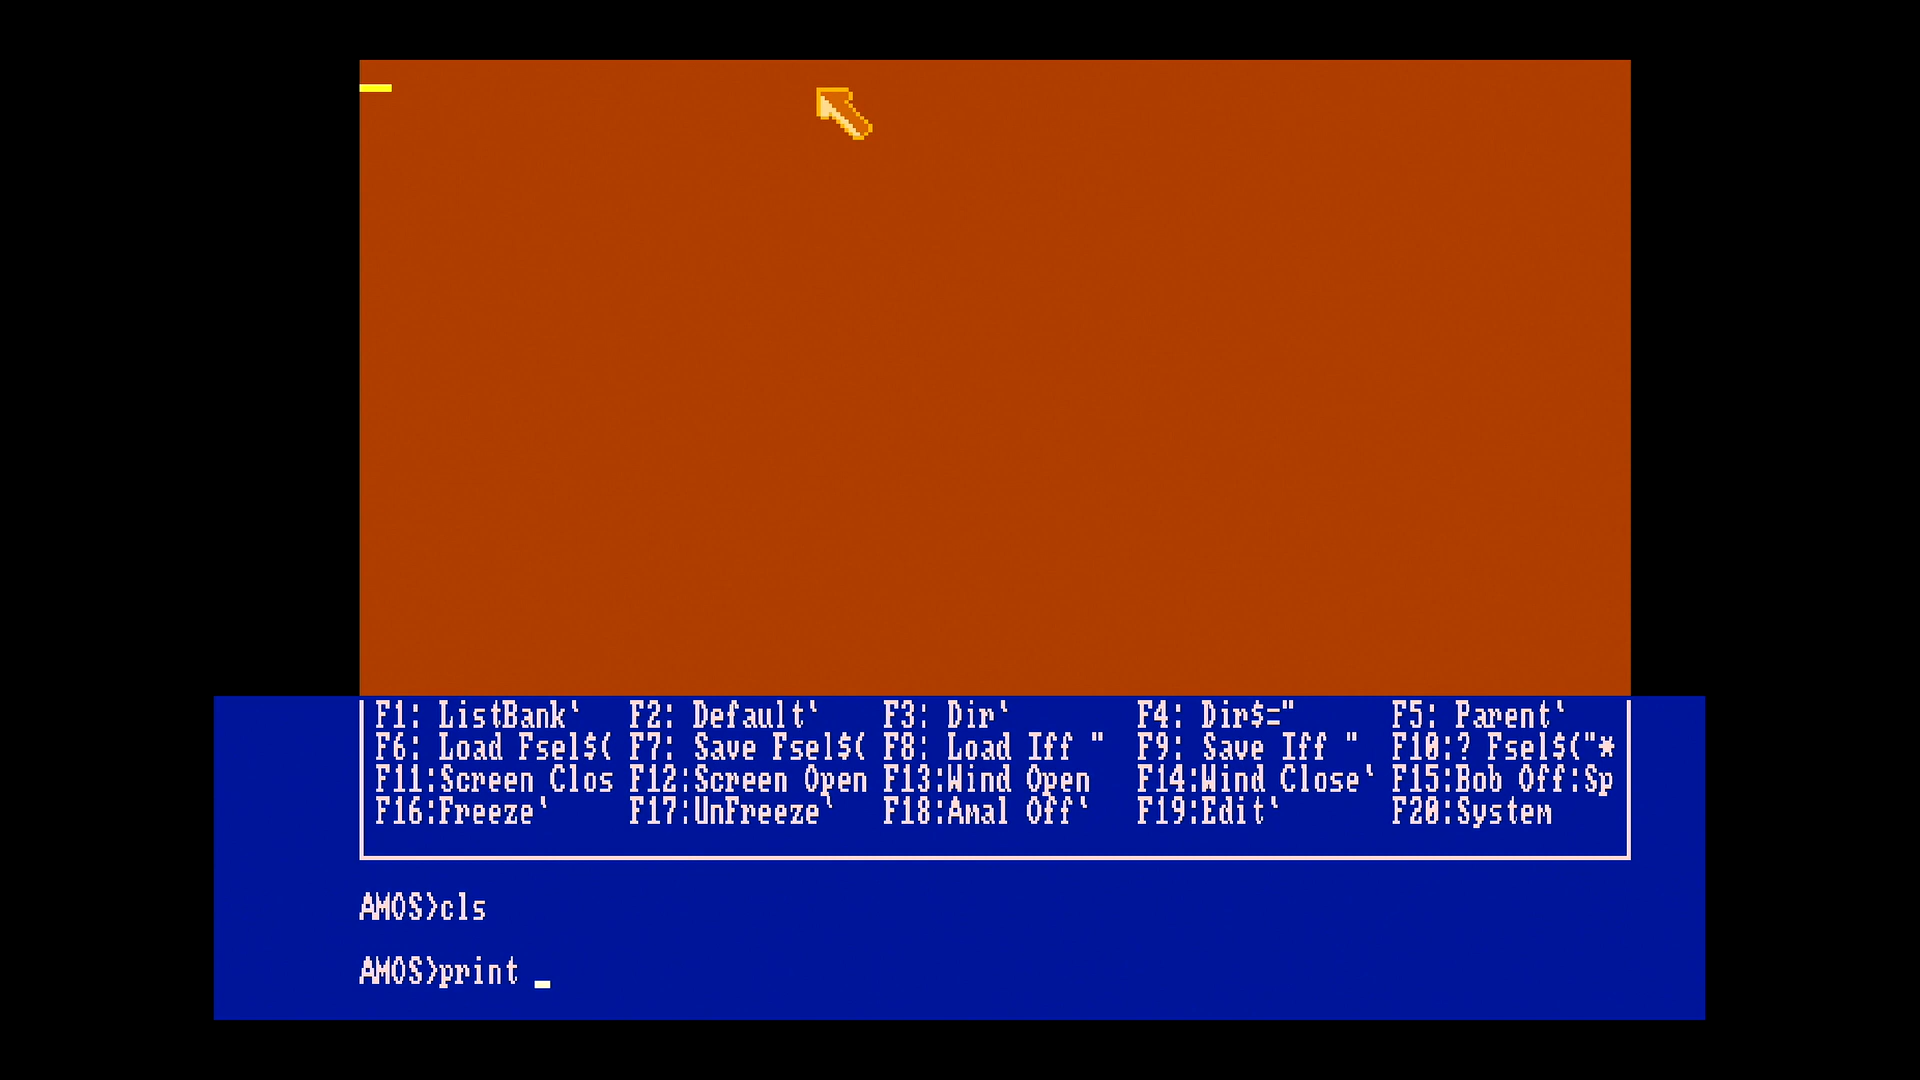 F1: ListBank` F2: Default` F3: Dir` F4: Dir$=" F5: Parent`
F6: Load Fsel$( F7: Save Fsel$( F8: Load Iff " F9: Save Iff " F10:? Fsel$("*
F11:Screen Clos F12:Screen Open F13:Wind Open F14:Wind Close` F15:Bob Off:Sp
F16:Freeze` F17:UnFreeze` F18:Amal Off` F19:Edit` F20:System
AMOS>cls
AMOS>print _